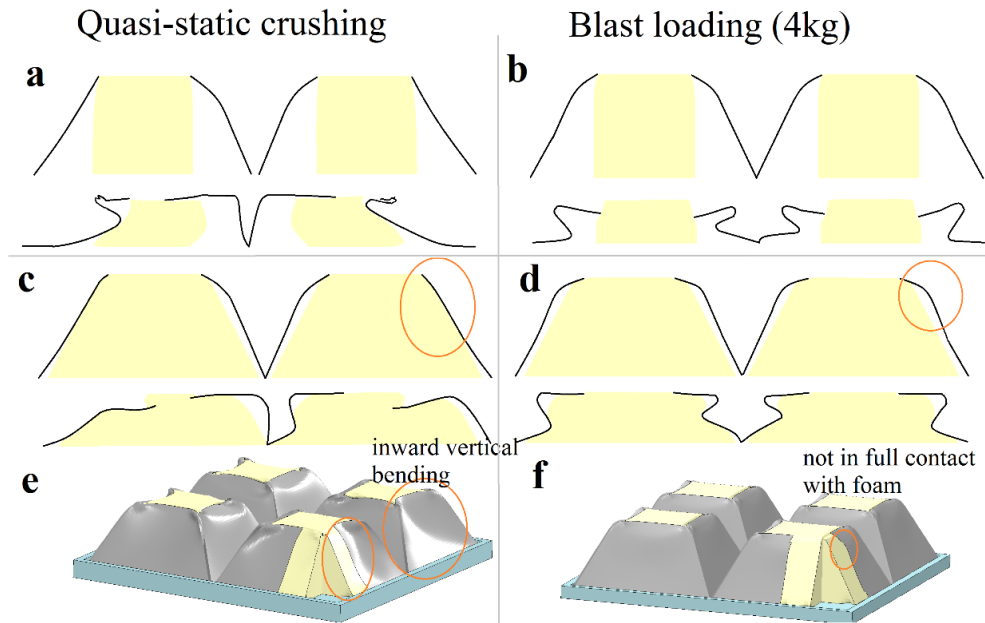 Quasi-static crushing
Blast loading (4kg)
a
b
c
d
inward vertical
bending
not in full contact
with foam
e
f